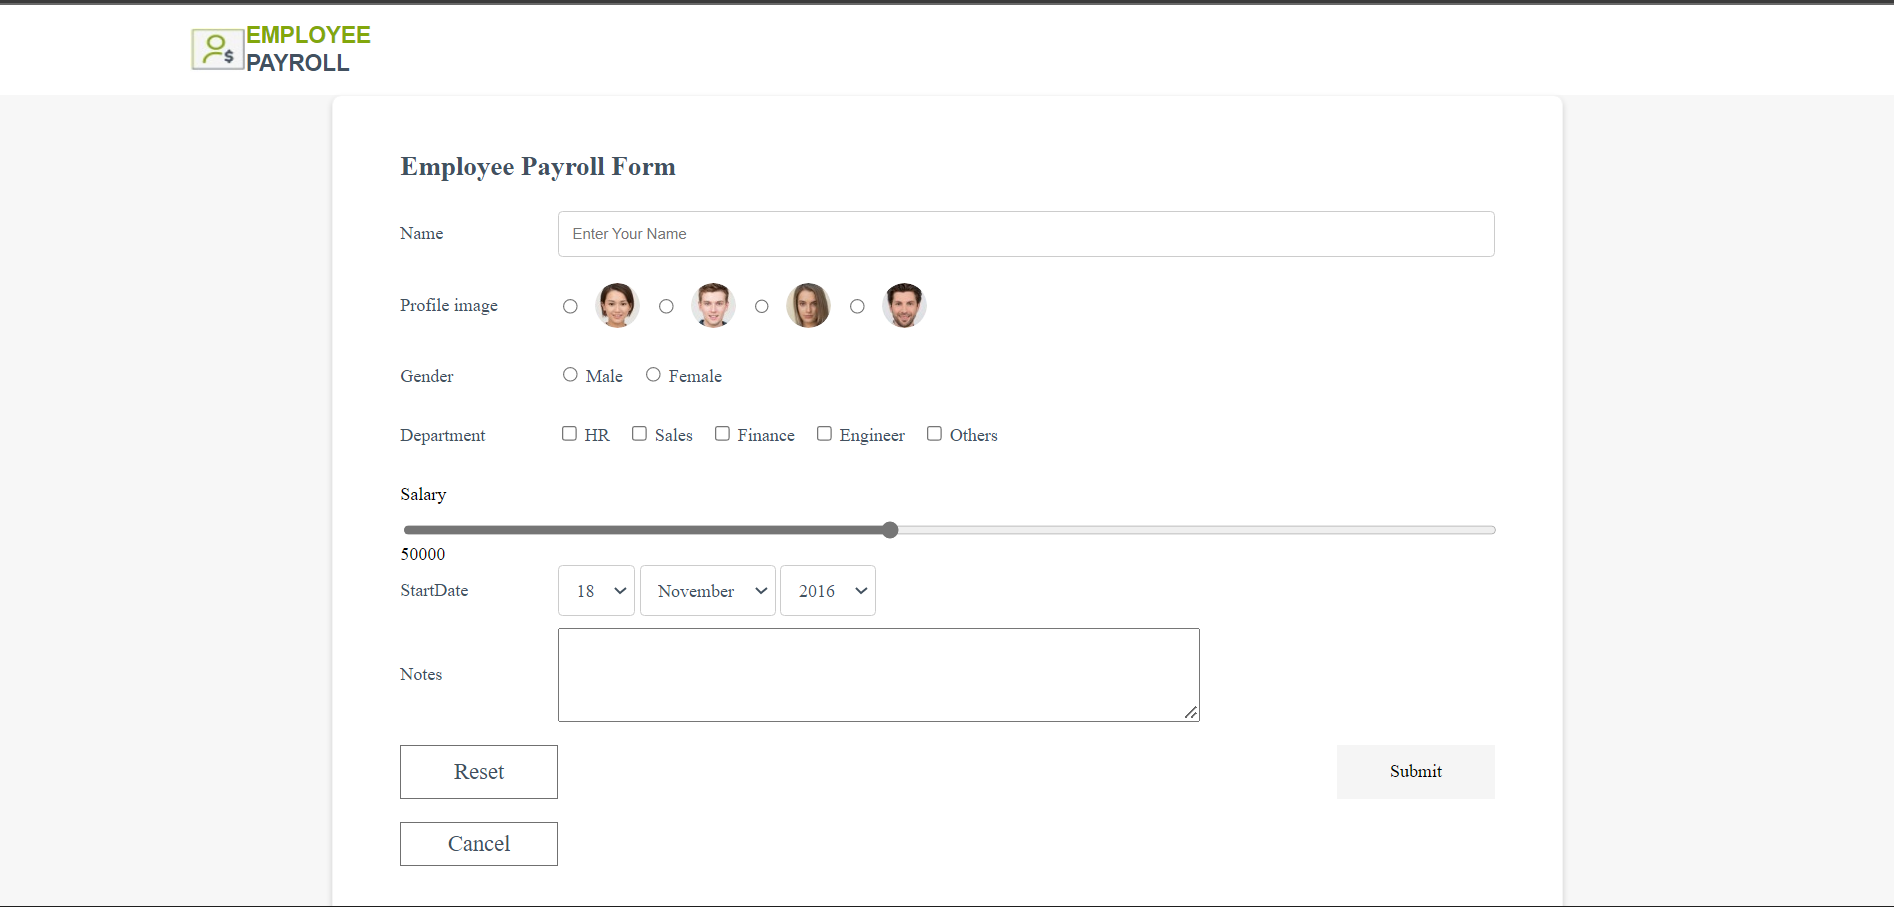 EMPLOYEE
PAYROLL
$
Employee Payroll Form
Name Enter Your Name
Profile image
Gender Male Female
Department HR Sales Finance Engineer Others
Salary
50000
StartDate 18 November 2016
Notes
Reset Submit
Cancel